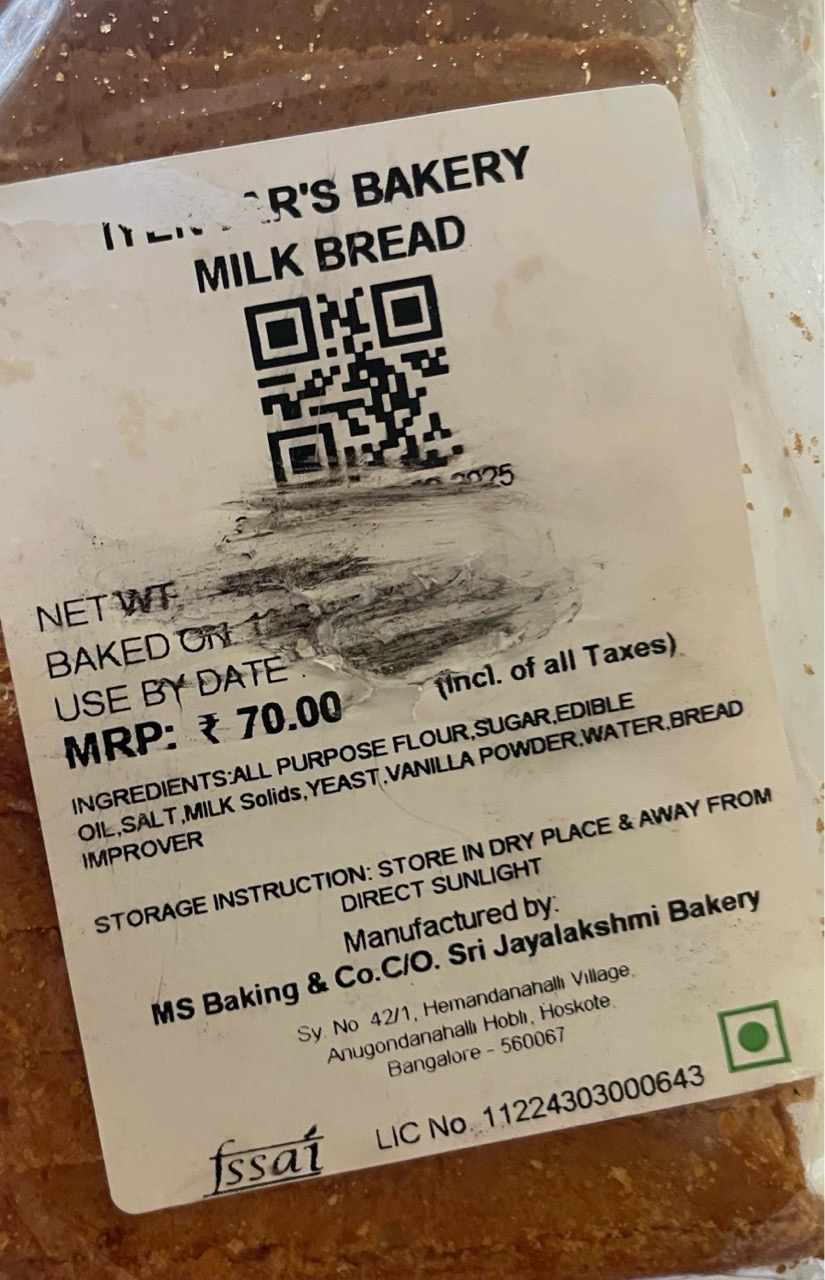 R'S BAKERY
MILK BREAD
2025
NET WT.
BAKED ON
USE BY DATE
MRP: ₹ 70.00 (Incl. of all Taxes)
INGREDIENTS:ALL PURPOSE FLOUR,SUGAR,EDIBLE
OIL,SALT,MILK Solids,YEAST,VANILLA POWDER,WATER,BREAD
IMPROVER
STORAGE INSTRUCTION: STORE IN DRY PLACE & AWAY FROM
DIRECT SUNLIGHT
Manufactured by:
MS Baking & Co.C/O. Sri Jayalakshmi Bakery
Sy. No 42/1, Hemandanahalli Village,
Anugondanahalli Hobli, Hoskote,
Bangalore - 560067
LIC No. 11224303000643
fssai